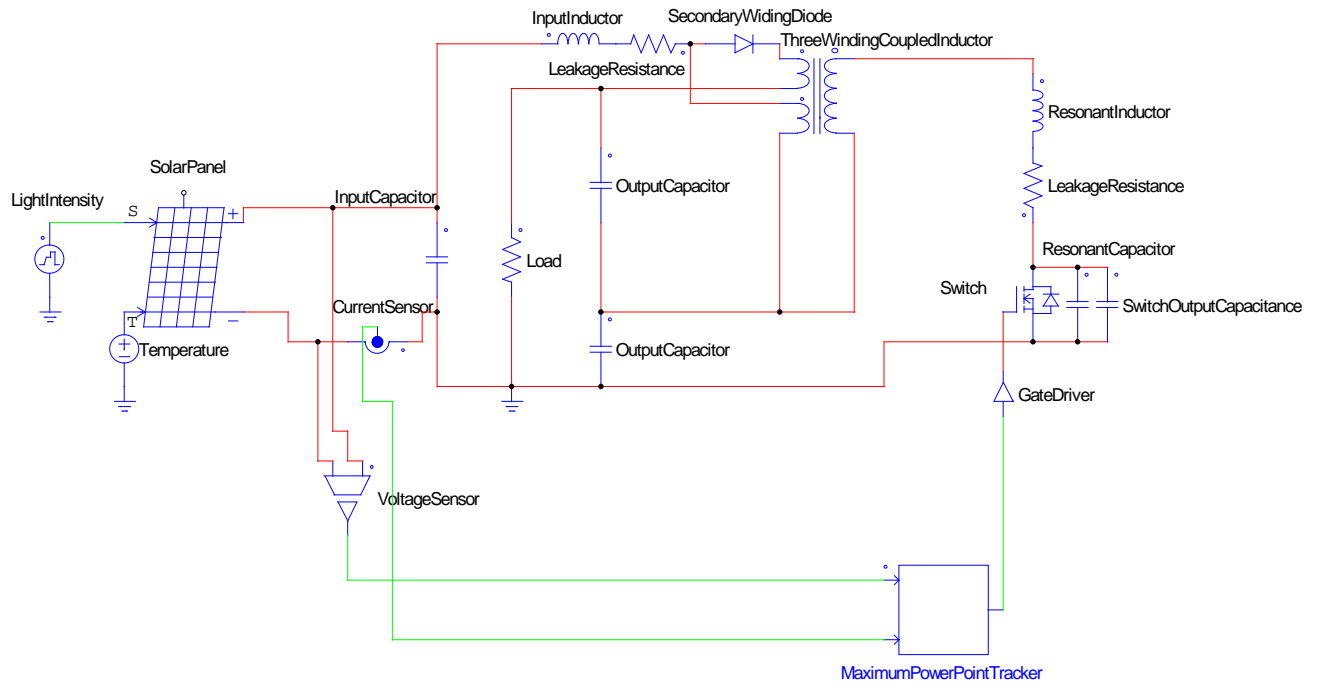 SecondaryWidingDiode
InputInductor
ThreeWindingCoupledInductor
LeakageResistance
ResonantInductor
SolarPanel
LightIntensity
InputCapacitor
OutputCapacitor
LeakageResistance
S
+
Load
ResonantCapacitor
Switch
SwitchOutputCapacitance
CurrentSensor
T
−
Temperature
OutputCapacitor
GateDriver
VoltageSensor
MaximumPowerPointTracker